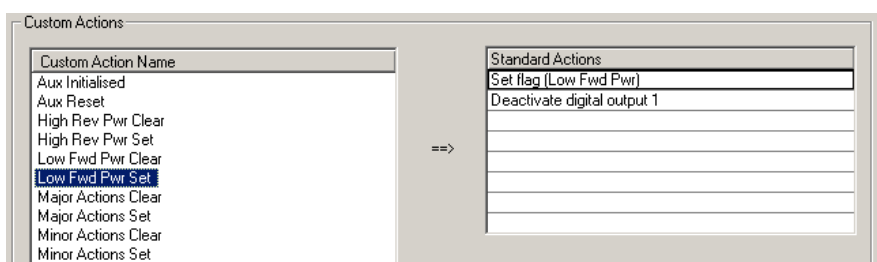 Custom Actions
Custom Action Name
Aux Initialised
Aux Reset
High Rev Pwr Clear
High Rev Pwr Set
Low Fwd Pwr Clear
Low Fwd Pwr Set
Major Actions Clear
Major Actions Set
Minor Actions Clear
Minor Actions Set
==>
Standard Actions
Set flag (Low Fwd Pwr)
Deactivate digital output 1